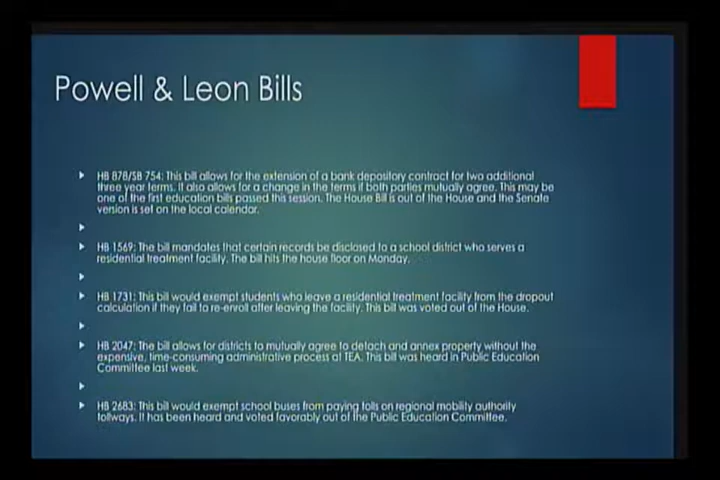 Powell & Leon Bills
HB 878/SB 754: This bill allows for the extension of a bank depository contract for two additional
three year terms. It also allows for a change in the terms if both parties mutually agree. This may be
one of the first education bills passed this session. The House Bill is out of the House and the Senate
version is set on the local calendar.
HB 1569: The bill mandates that certain records be disclosed to a school district who serves a
residential treatment facility. The bill hits the house floor on Monday.
HB 1731: This bill would exempt students who leave a residential treatment facility from the dropout
calculation if they fail to re-enroll after leaving the facility. This bill was voted out of the House.
HB 2047: The bill allows for districts to mutually agree to detach and annex property without the
expensive, time-consuming administrative process at TEA. This bill was heard in Public Education
Committee last week.
HB 2683: This bill would exempt school buses from paying tolls on regional mobility authority
tollways. It has been heard and voted favorably out of the Public Education Committee.